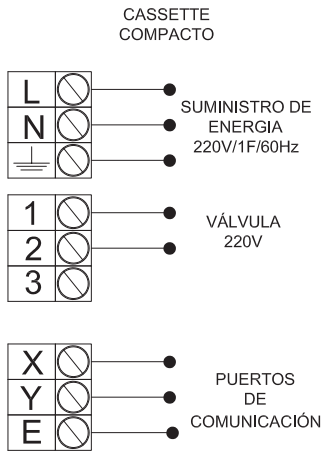 CASSETTE
COMPACTO
L
N
SUMINISTRO DE
ENERGIA
220V/1F/60Hz
1
2
3
VÁLVULA
220V
X
Y
E
PUERTOS
DE
COMUNICACIÓN